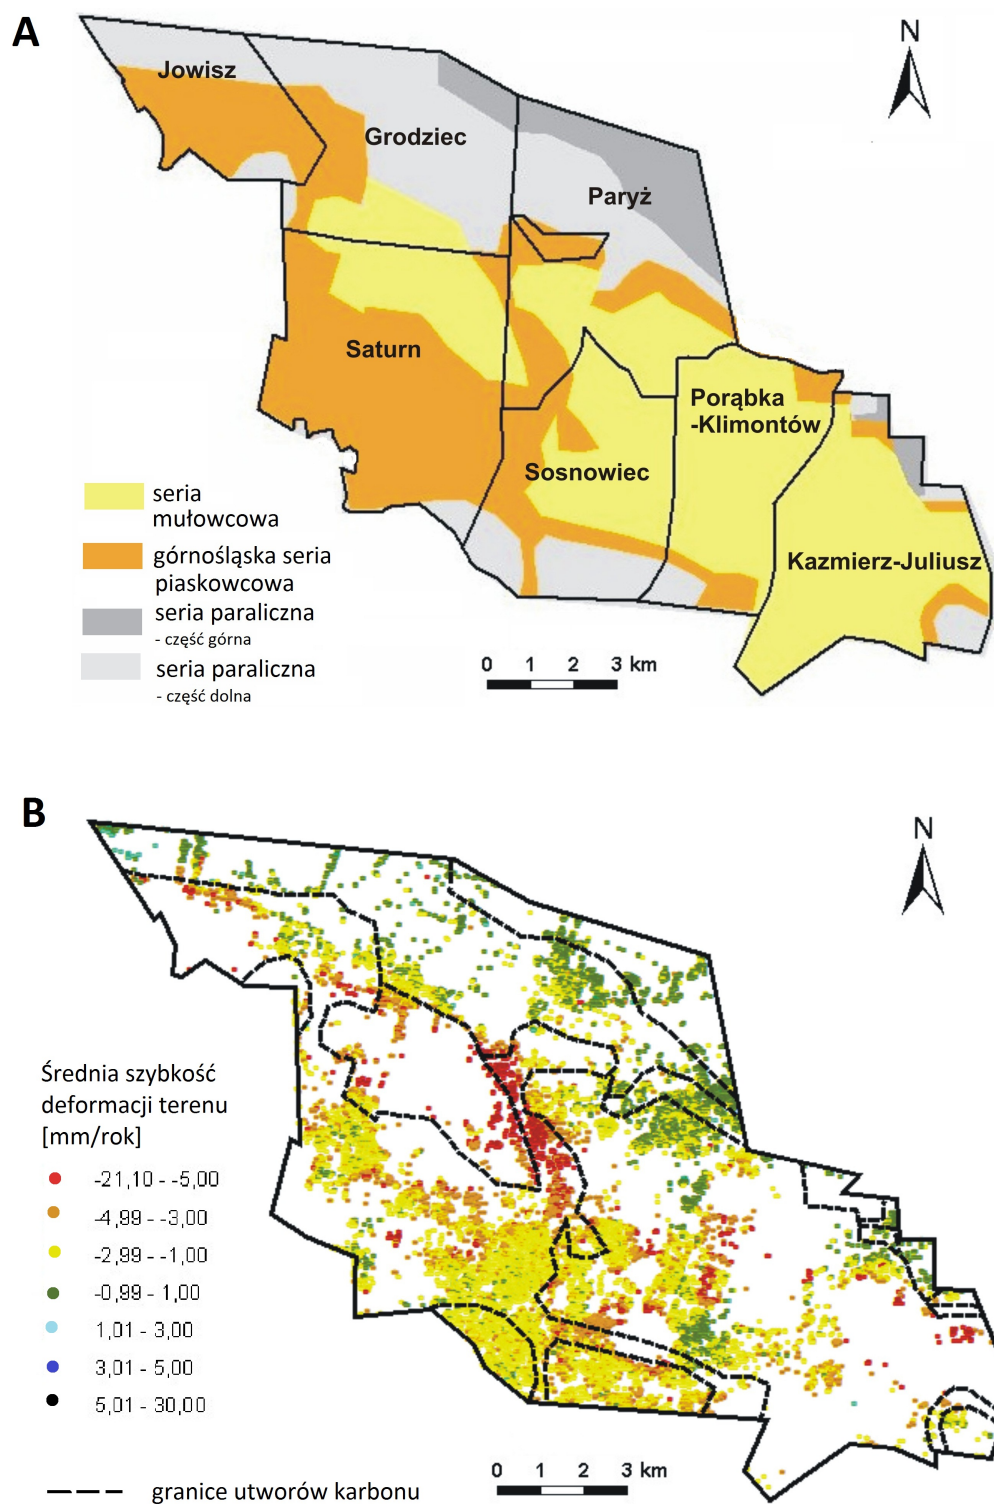 A
N
Jowisz
Grodziec
Paryż
Saturn
Porąbka
-Klimontów
Sosnowiec
Kazmierz-Juliusz
seria
mułowcowa
górnośląska seria
piaskowcowa
seria paraliczna
- część górna
seria paraliczna
- część dolna
0 1 2 3 km
B
N
Średnia szybkość
deformacji terenu
[mm/rok]
-21,10 - -5,00
-4,99 - -3,00
-2,99 - -1,00
-0,99 - 1,00
1,01 - 3,00
3,01 - 5,00
5,01 - 30,00
0 1 2 3 km
granice utworów karbonu